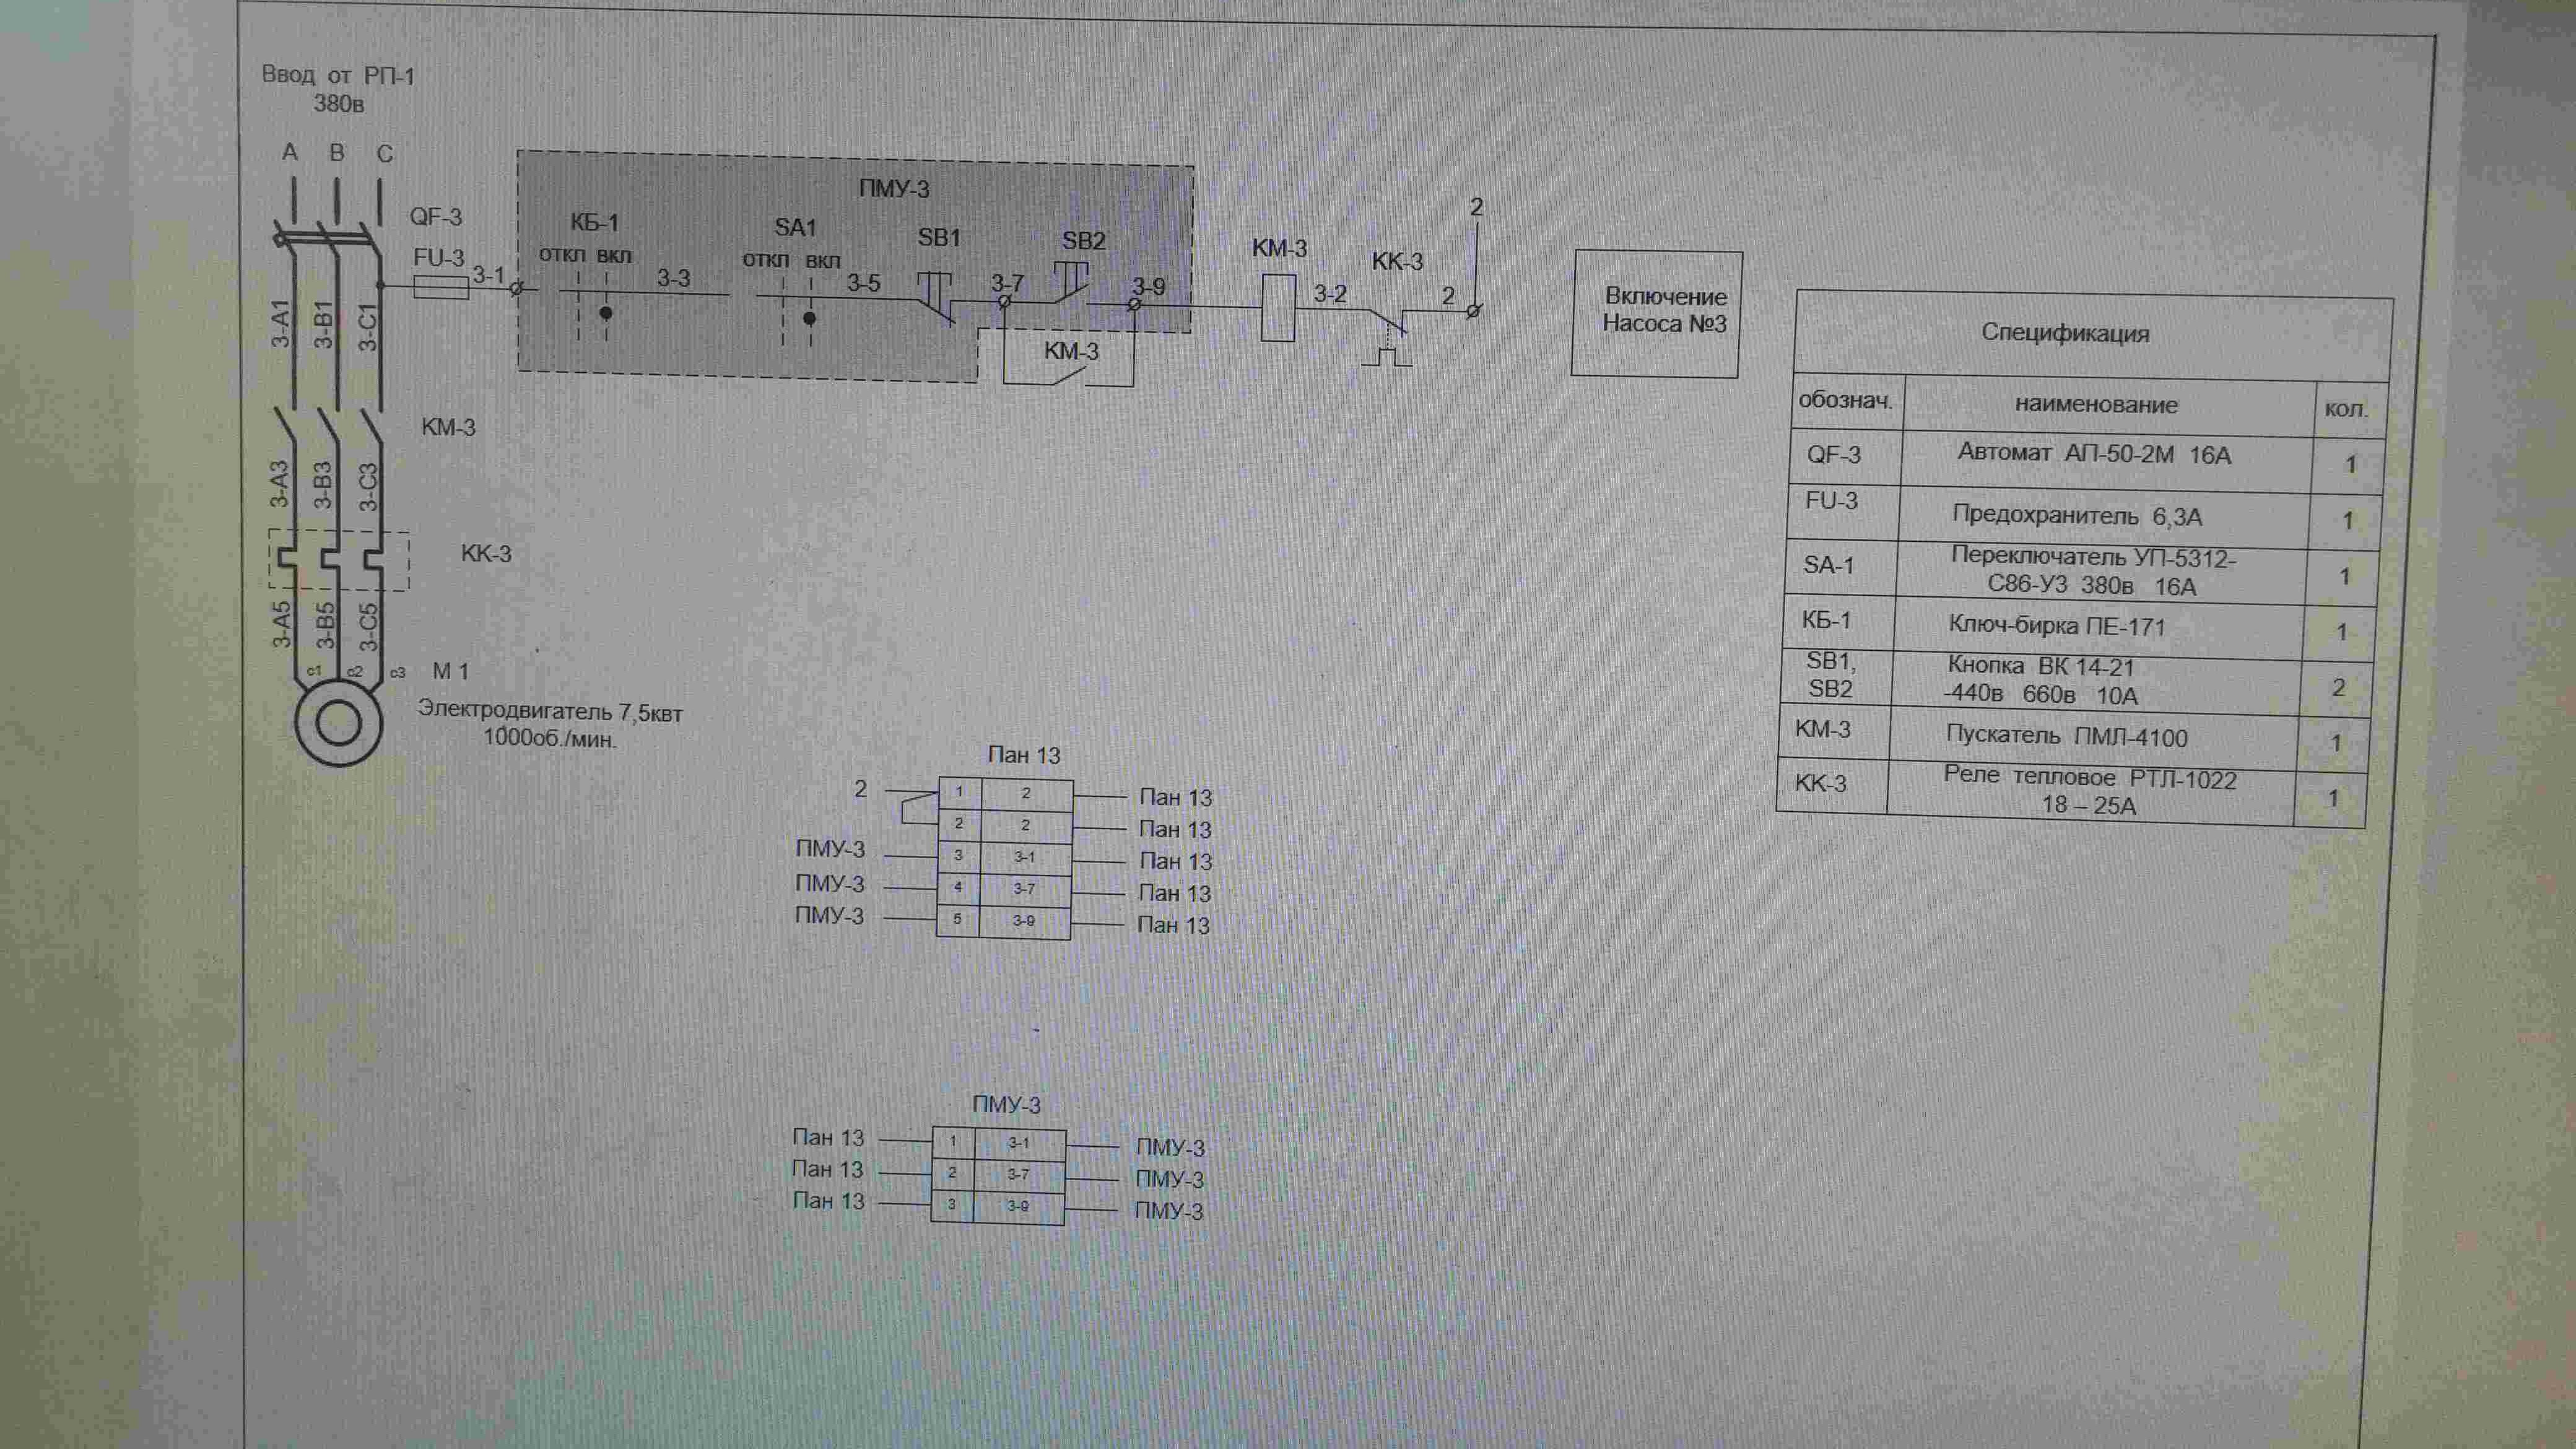 Ввод от РП-1
380в
А В С
QF-3
FU-3
3-1
3-А1
3-В1
3-С1
КМ-3
3-А3
3-В3
3-С3
КК-3
3-А5
3-В5
3-С5
с1 с2 с3
М 1
Электродвигатель 7,5квт
1000об./мин.
ПМУ-3
КБ-1
откл вкл
3-3
SA1
откл вкл
3-5
SB1
3-7
SB2
3-9
КМ-3
КМ-3
3-2
КК-3
2
2
Включение
Насоса №3
Спецификация
обознач. наименование кол.
QF-3 Автомат АП-50-2М 16А 1
FU-3 Предохранитель 6,3А 1
SA-1 Переключатель УП-5312-
С86-У3 380в 16А 1
КБ-1 Ключ-бирка ПЕ-171 1
SB1, Кнопка ВК 14-21
SB2 -440в 660в 10А 2
КМ-3 Пускатель ПМЛ-4100 1
КК-3 Реле тепловое РТЛ-1022
18 – 25А 1
Пан 13
2 1 2 Пан 13
2 2 Пан 13
ПМУ-3 3 3-1 Пан 13
ПМУ-3 4 3-7 Пан 13
ПМУ-3 5 3-9 Пан 13
ПМУ-3
Пан 13 1 3-1 ПМУ-3
Пан 13 2 3-7 ПМУ-3
Пан 13 3 3-9 ПМУ-3